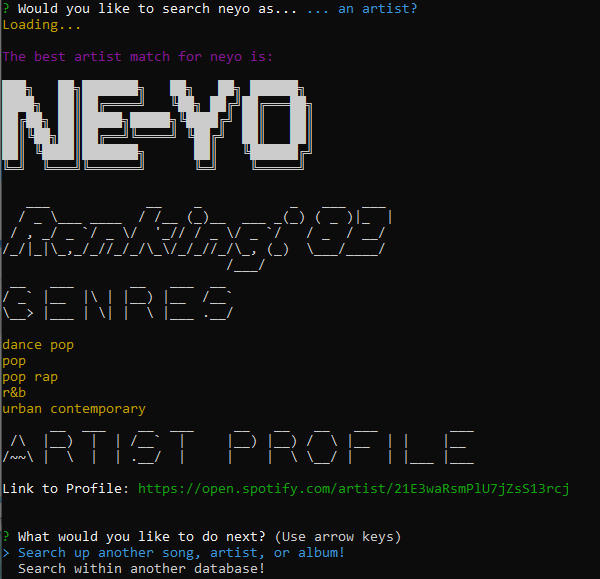 ? Would you like to search neyo as... ... an artist?
Loading...
The best artist match for neyo is:
NE-YO
Ranking: 82
GENRES
dance pop
pop
pop rap
r&b
urban contemporary
ARTIST PROFILE
Link to Profile: https://open.spotify.com/artist/21E3waRsmPlU7jZsS13rcj
? What would you like to do next? (Use arrow keys)
> Search up another song, artist, or album!
Search within another database!